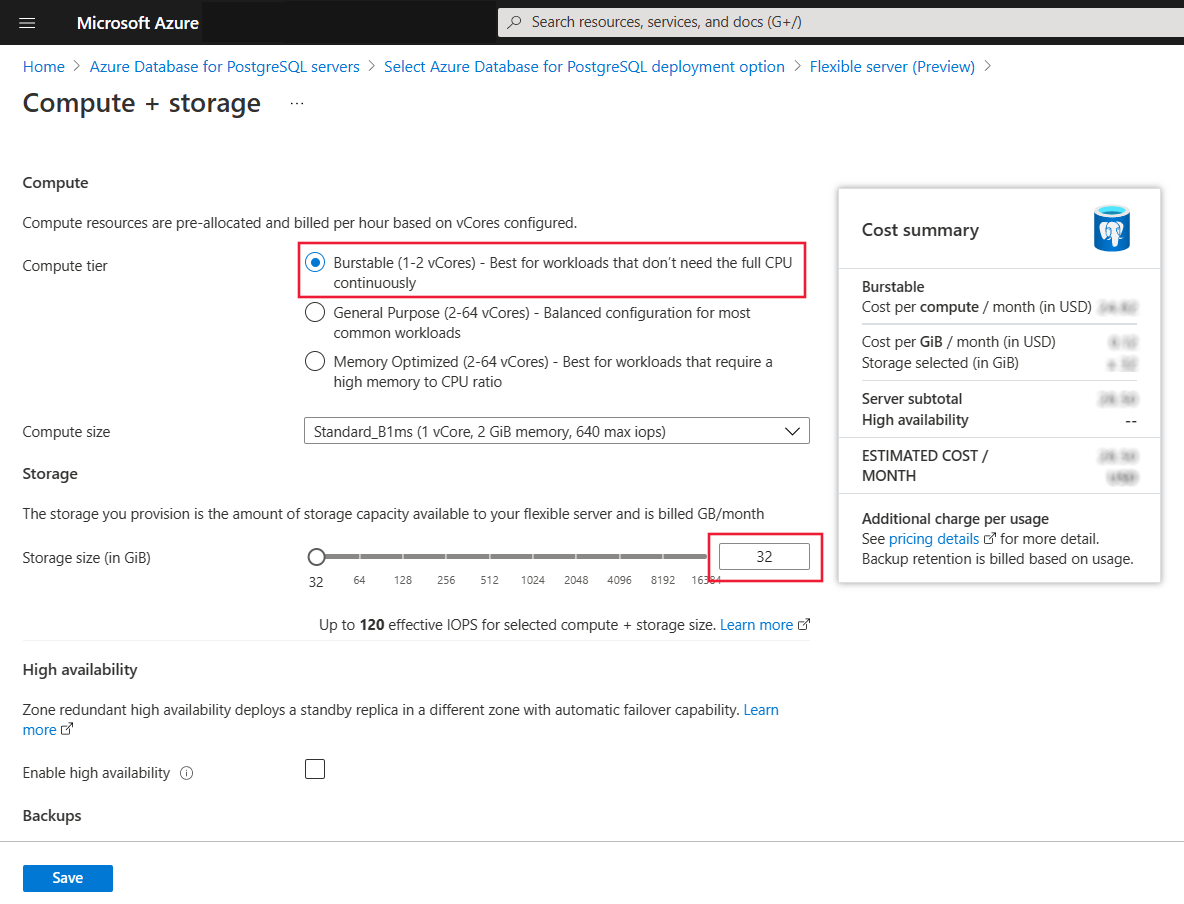 Microsoft Azure
Search resources, services, and docs (G+/)
Home > Azure Database for PostgreSQL servers > Select Azure Database for PostgreSQL deployment option > Flexible server (Preview) >
Compute + storage ...
Compute
Compute resources are pre-allocated and billed per hour based on vCores configured.
Compute tier
Burstable (1-2 vCores) - Best for workloads that don't need the full CPU
continuously
General Purpose (2-64 vCores) - Balanced configuration for most
common workloads
Memory Optimized (2-64 vCores) - Best for workloads that require a
high memory to CPU ratio
Compute size
Standard_B1ms (1 vCore, 2 GiB memory, 640 max iops)
Storage
The storage you provision is the amount of storage capacity available to your flexible server and is billed GB/month
Storage size (in GiB)
32
32 64 128 256 512 1024 2048 4096 8192 16384
Up to 120 effective IOPS for selected compute + storage size. Learn more
High availability
Zone redundant high availability deploys a standby replica in a different zone with automatic failover capability. Learn
more
Enable high availability
Backups
Save
Cost summary
Burstable
Cost per compute / month (in USD)
Cost per GiB / month (in USD)
Storage selected (in GiB)
Server subtotal
High availability --
ESTIMATED COST /
MONTH
Additional charge per usage
See pricing details for more detail.
Backup retention is billed based on usage.